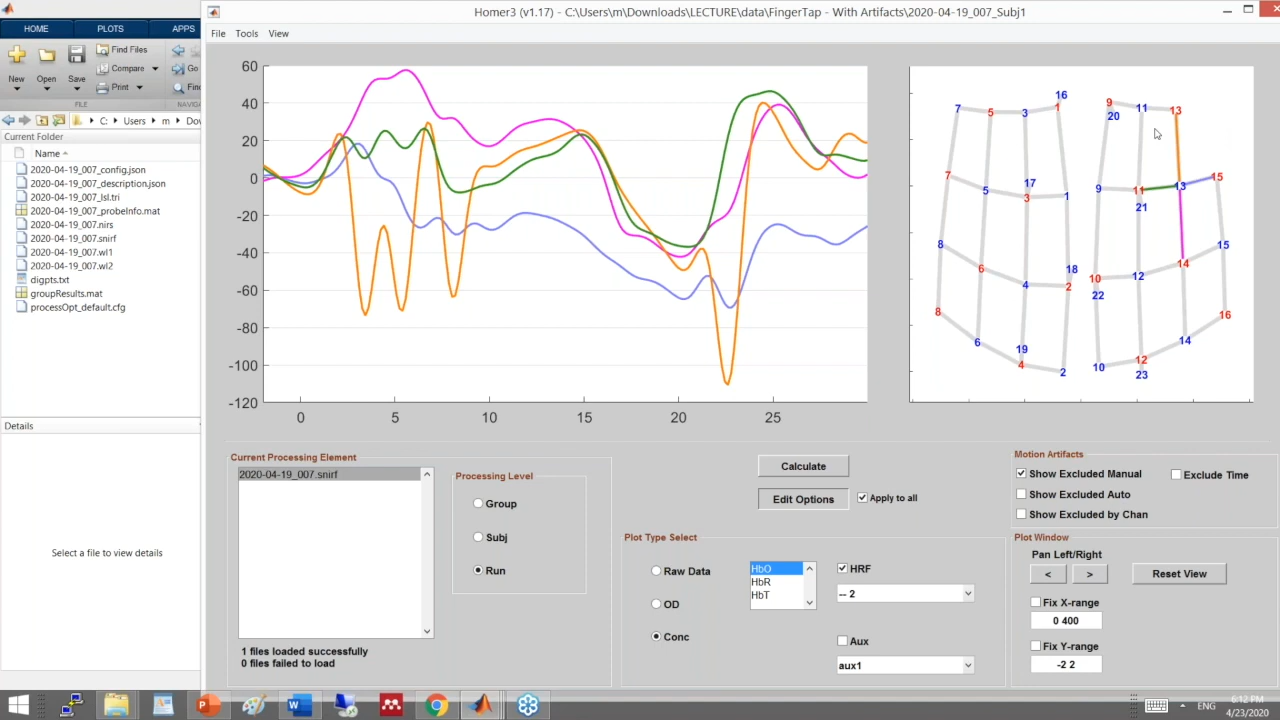 Homer3 (v1.17) - C:\Users\m\Downloads\LECTURE\data\FingerTap - With Artifacts\2020-04-19_007_Subj1
HOME PLOTS APPS
File Tools View
New Open Save
Find Files
Compare
Print
Go
FILE
C: Users m
Current Folder
Name
2020-04-19_007_config.json
2020-04-19_007_description.json
2020-04-19_007_lsl.tri
2020-04-19_007_probeInfo.mat
2020-04-19_007.nirs
2020-04-19_007.snirf
2020-04-19_007.wl1
2020-04-19_007.wl2
digpts.txt
groupResults.mat
processOpt_default.cfg
Details
Select a file to view details
60
40
20
0
-20
-40
-60
-80
-100
-120
0 5 10 15 20 25
16
7 5 3 1 9 20 11 13
7 5 17 3 1 9 11 21 13 15
8 6 4 18 2 10 22 12 14 15
8 6 19 4 2 10 12 23 14 16
Current Processing Element
2020-04-19_007.snirf
1 files loaded successfully
0 files failed to load
Processing Level
Group
Subj
Run
Calculate
Edit Options
Apply to all
Plot Type Select
Raw Data
OD
Conc
HbO
HbR
HbT
HRF
-- 2
Aux
aux1
Motion Artifacts
Show Excluded Manual
Exclude Time
Show Excluded Auto
Show Excluded by Chan
Plot Window
Pan Left/Right
< >
Reset View
Fix X-range
0 400
Fix Y-range
-2 2
ENG
6:12 PM
4/23/2020